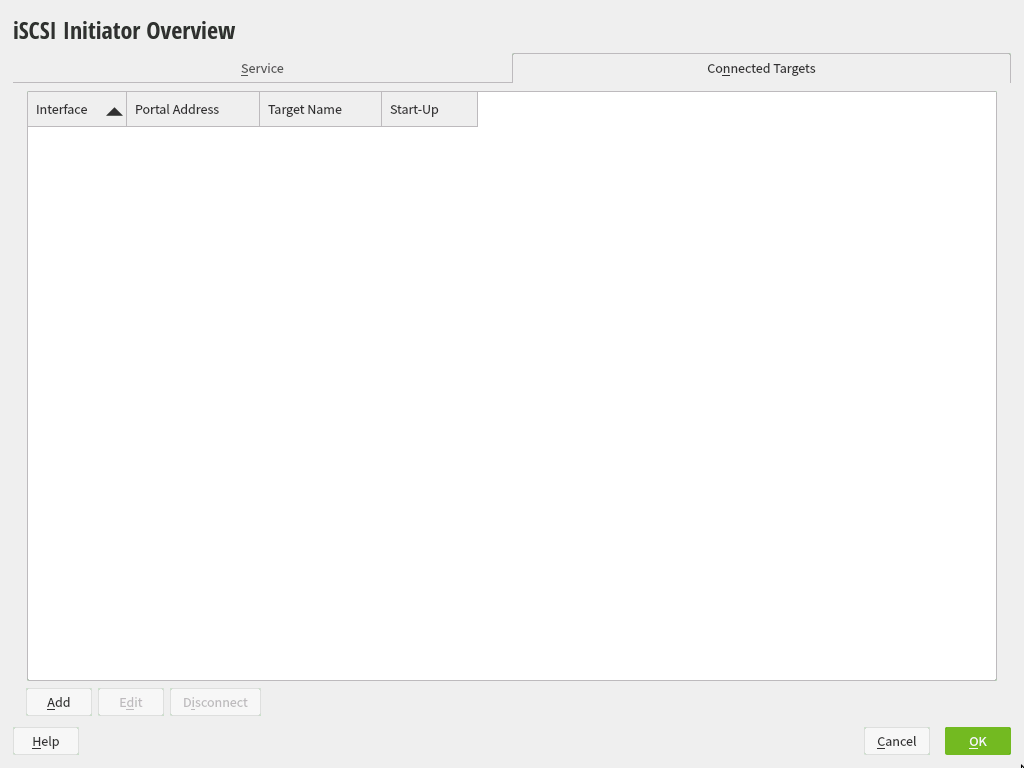 iSCSI Initiator Overview
Service
Connected Targets
Interface Portal Address Target Name Start-Up
Add Edit Disconnect
Help Cancel OK